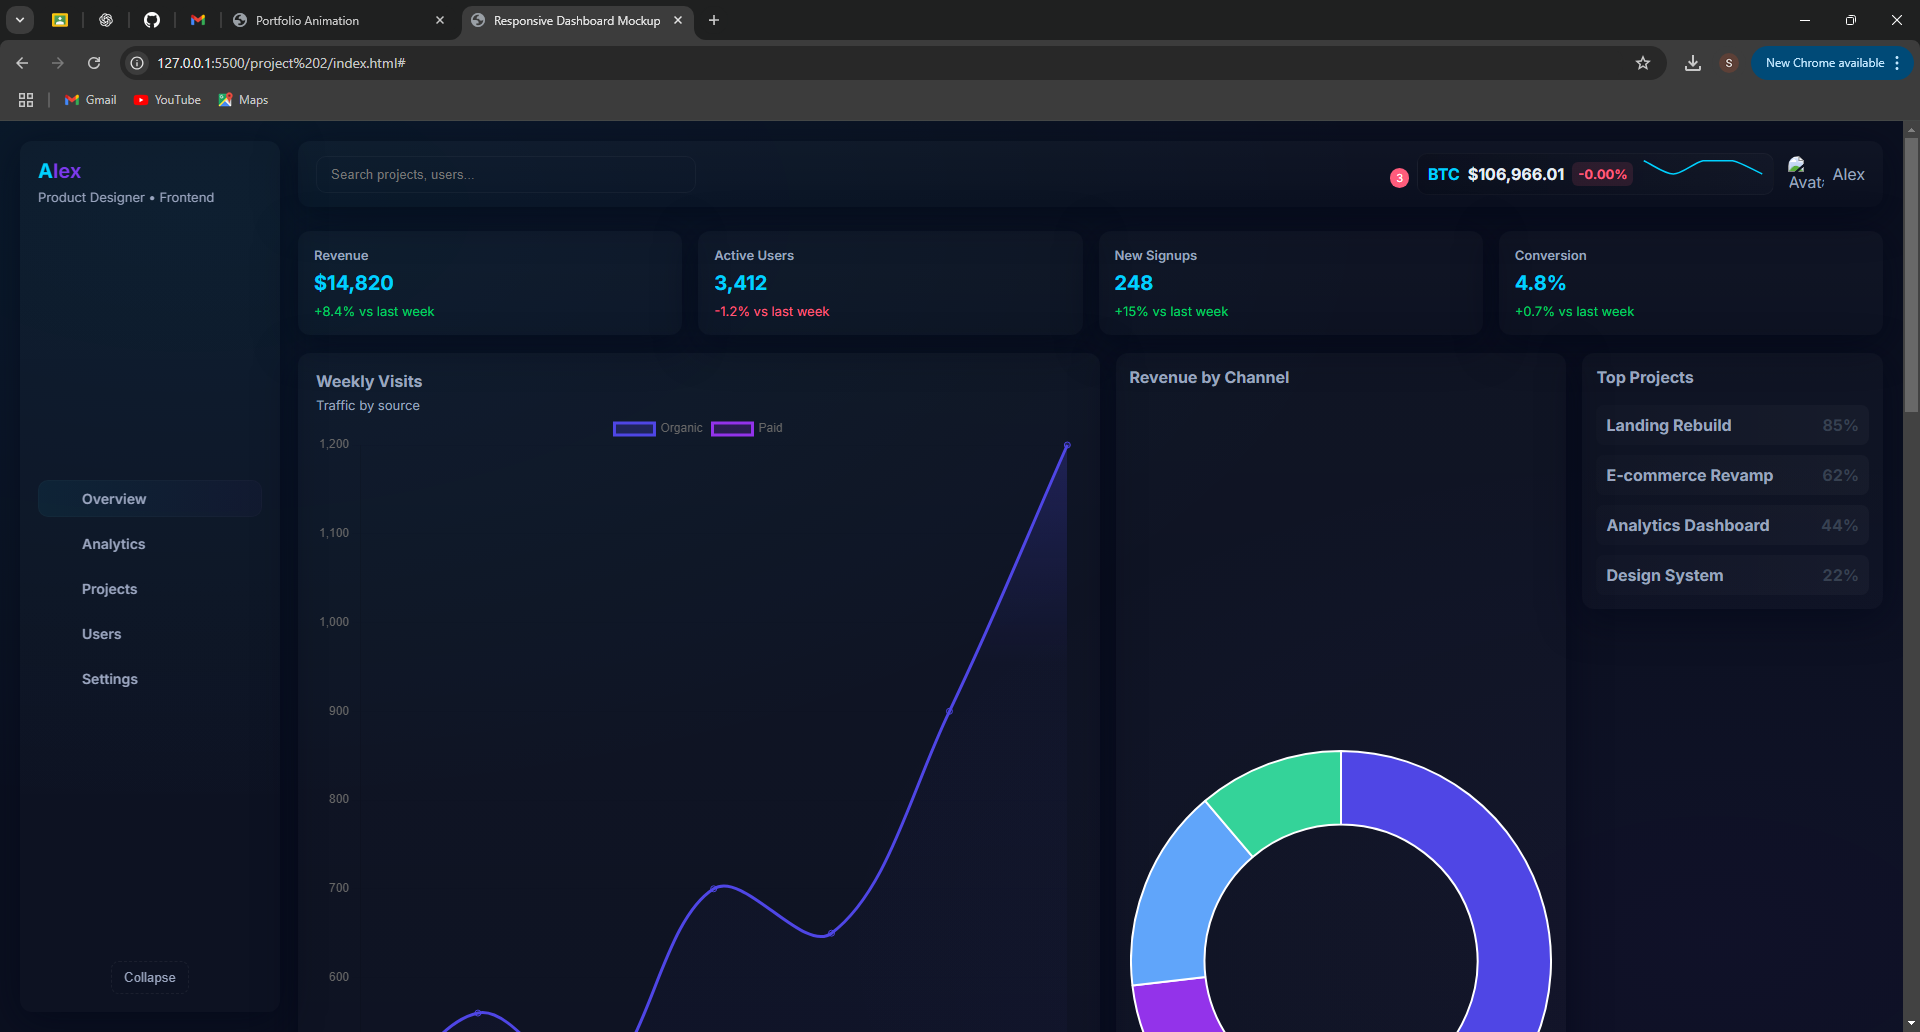 Portfolio Animation
Responsive Dashboard Mockup
127.0.0.1:5500/project%202/index.html#
S
New Chrome available
Gmail
YouTube
Maps
Alex
Product Designer • Frontend
Overview
Analytics
Projects
Users
Settings
Collapse
Search projects, users...
3
BTC $106,966.01 -0.00%
Alex
Revenue
$14,820
+8.4% vs last week
Active Users
3,412
-1.2% vs last week
New Signups
248
+15% vs last week
Conversion
4.8%
+0.7% vs last week
Weekly Visits
Traffic by source
Organic Paid
1,200
1,100
1,000
900
800
700
600
Revenue by Channel
Top Projects
Landing Rebuild 85%
E-commerce Revamp 62%
Analytics Dashboard 44%
Design System 22%